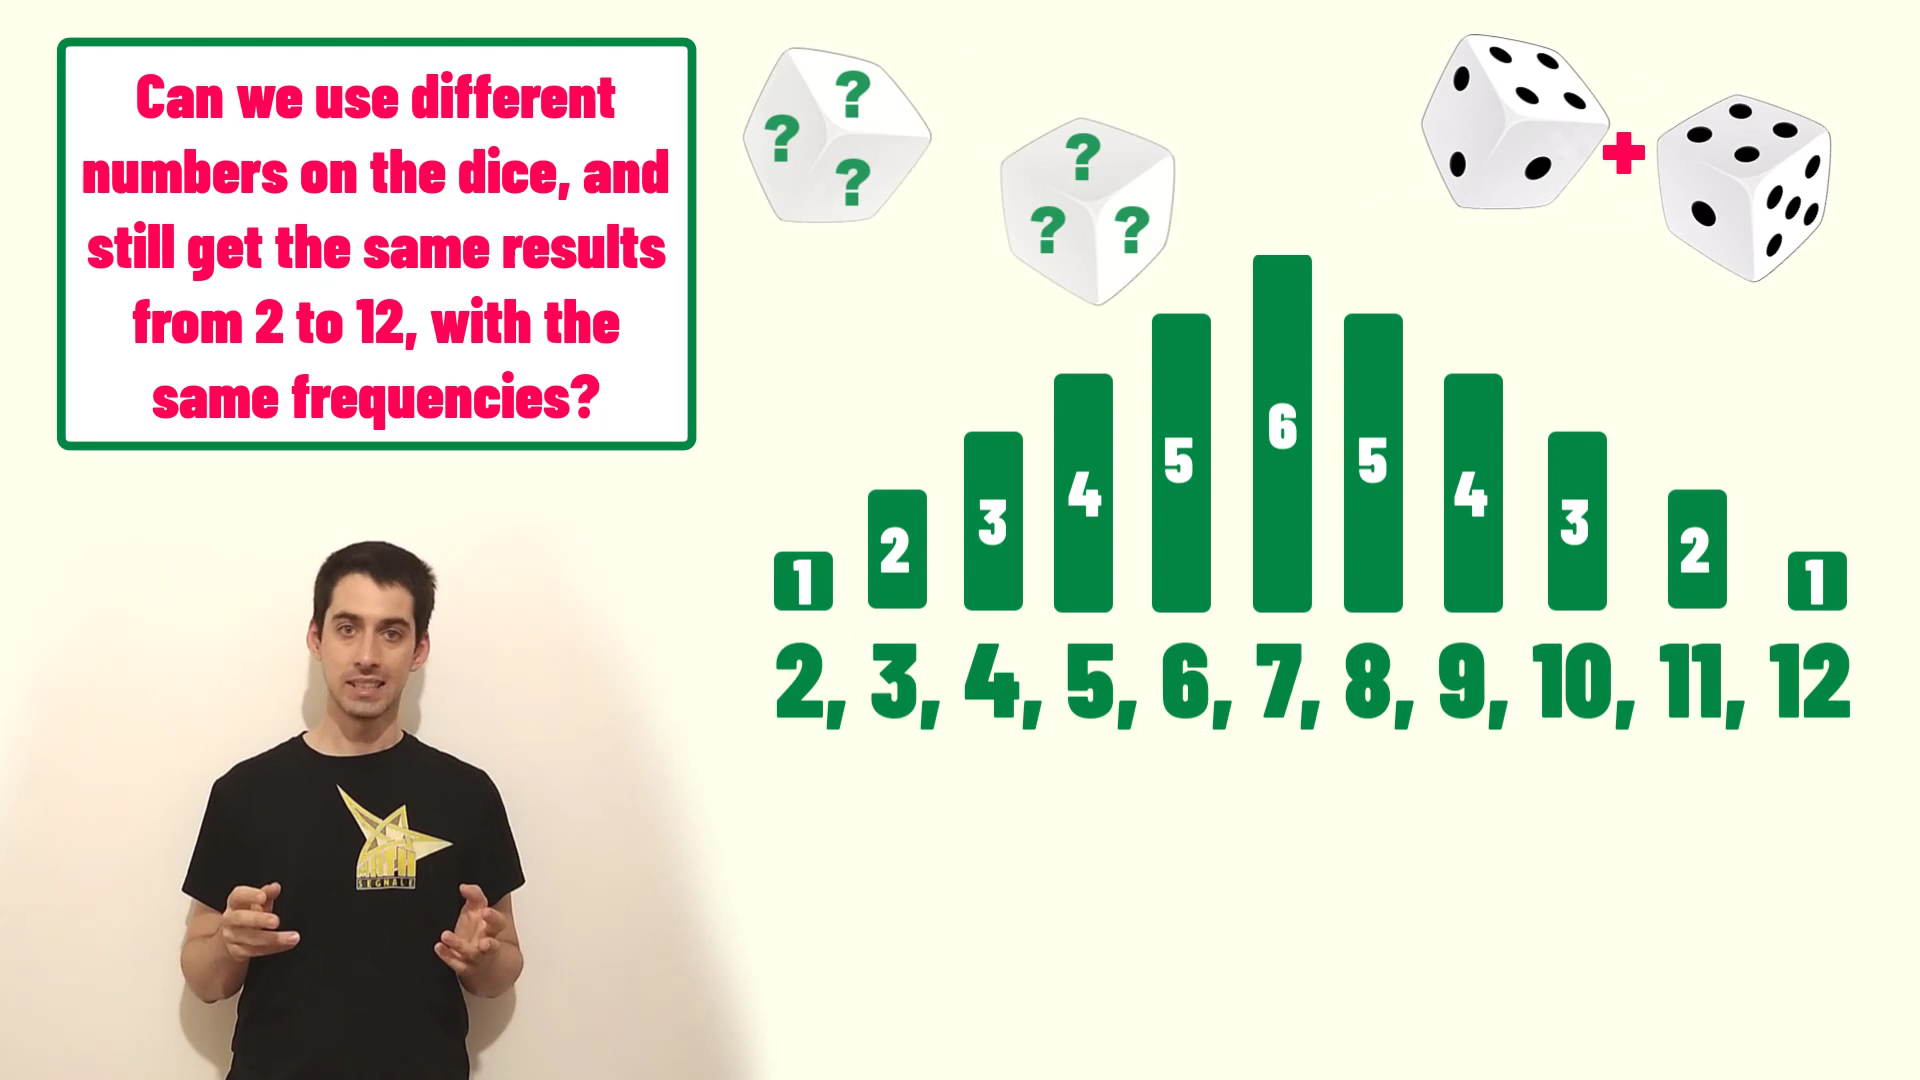 Can we use different
numbers on the dice, and
still get the same results
from 2 to 12, with the
same frequencies?
?
?
?
?
?
?
+
1
2
3
4
5
6
5
4
3
2
1
2, 3, 4, 5, 6, 7, 8, 9, 10, 11, 12
MATH
SEGNALE